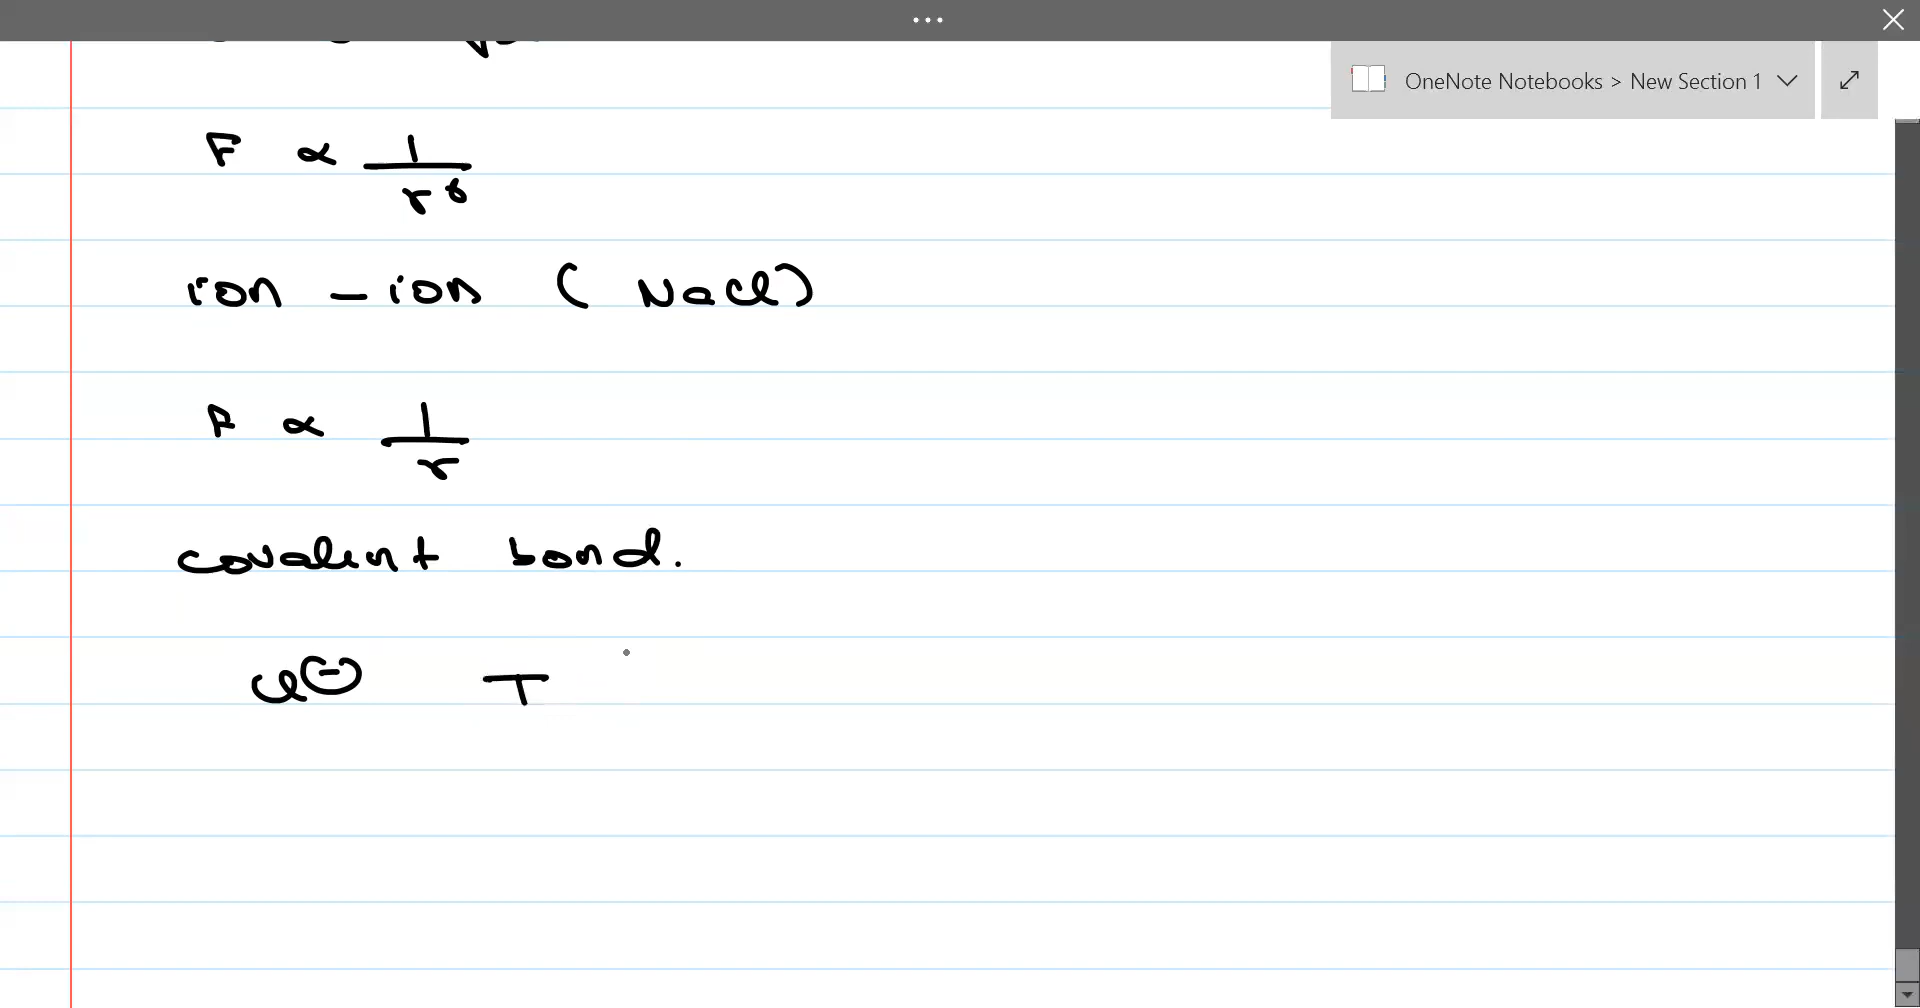 OneNote Notebooks > New Section 1
F ∝ 1/r⁶
ion - ion ( NaCl )
F ∝ 1/r
covalent bond.
Cl⊖ T